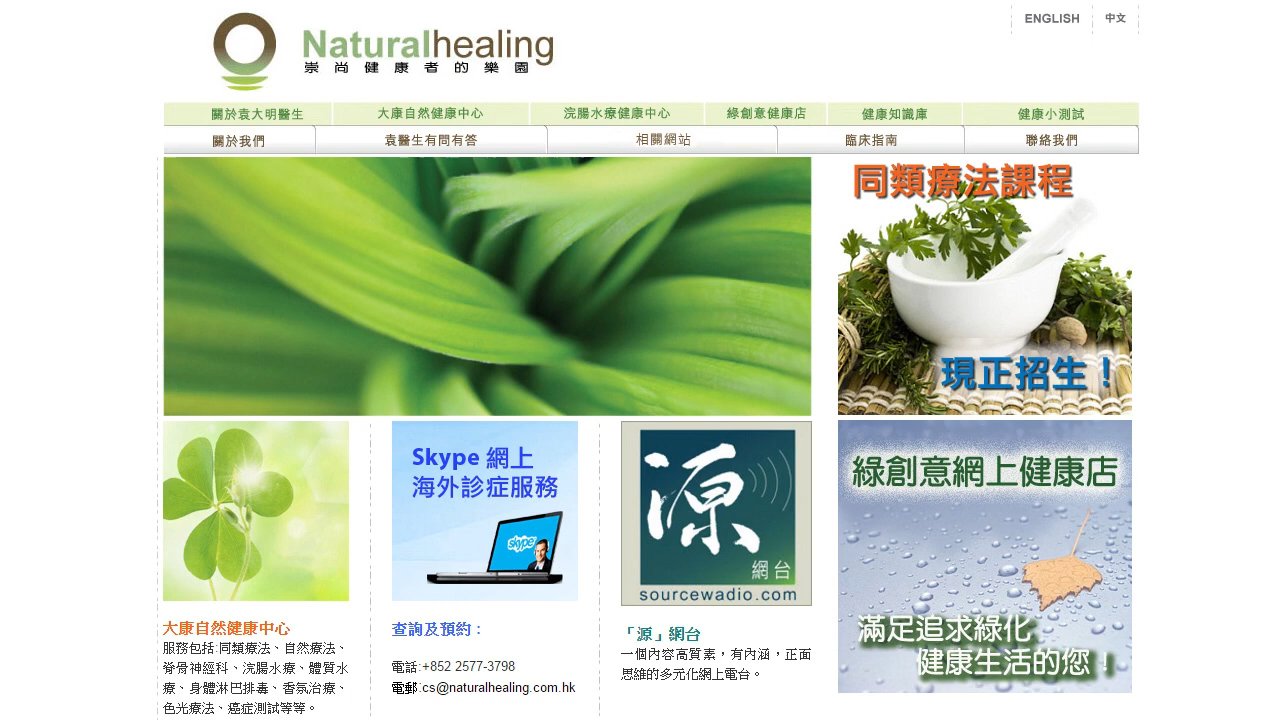 ENGLISH
中文
Naturalhealing
崇尚健康者的樂園
關於袁大明醫生
大康自然健康中心
浣腸水療健康中心
綠創意健康店
健康知識庫
健康小測試
關於我們
袁醫生有問有答
相關網站
臨床指南
聯絡我們
同類療法課程
現正招生！
Skype 網上
海外診症服務
skype
源
網台
sourcewadio.com
綠創意網上健康店
滿足追求綠化
健康生活的您！
大康自然健康中心
服務包括:同類療法、自然療法、
脊骨神經科、浣腸水療、體質水
療、身體淋巴排毒、香氛治療、
色光療法、癌症測試等等。
查詢及預約：
電話:+852 2577-3798
電郵:cs@naturalhealing.com.hk
「源」網台
一個內容高質素，有內涵，正面
思維的多元化網上電台。